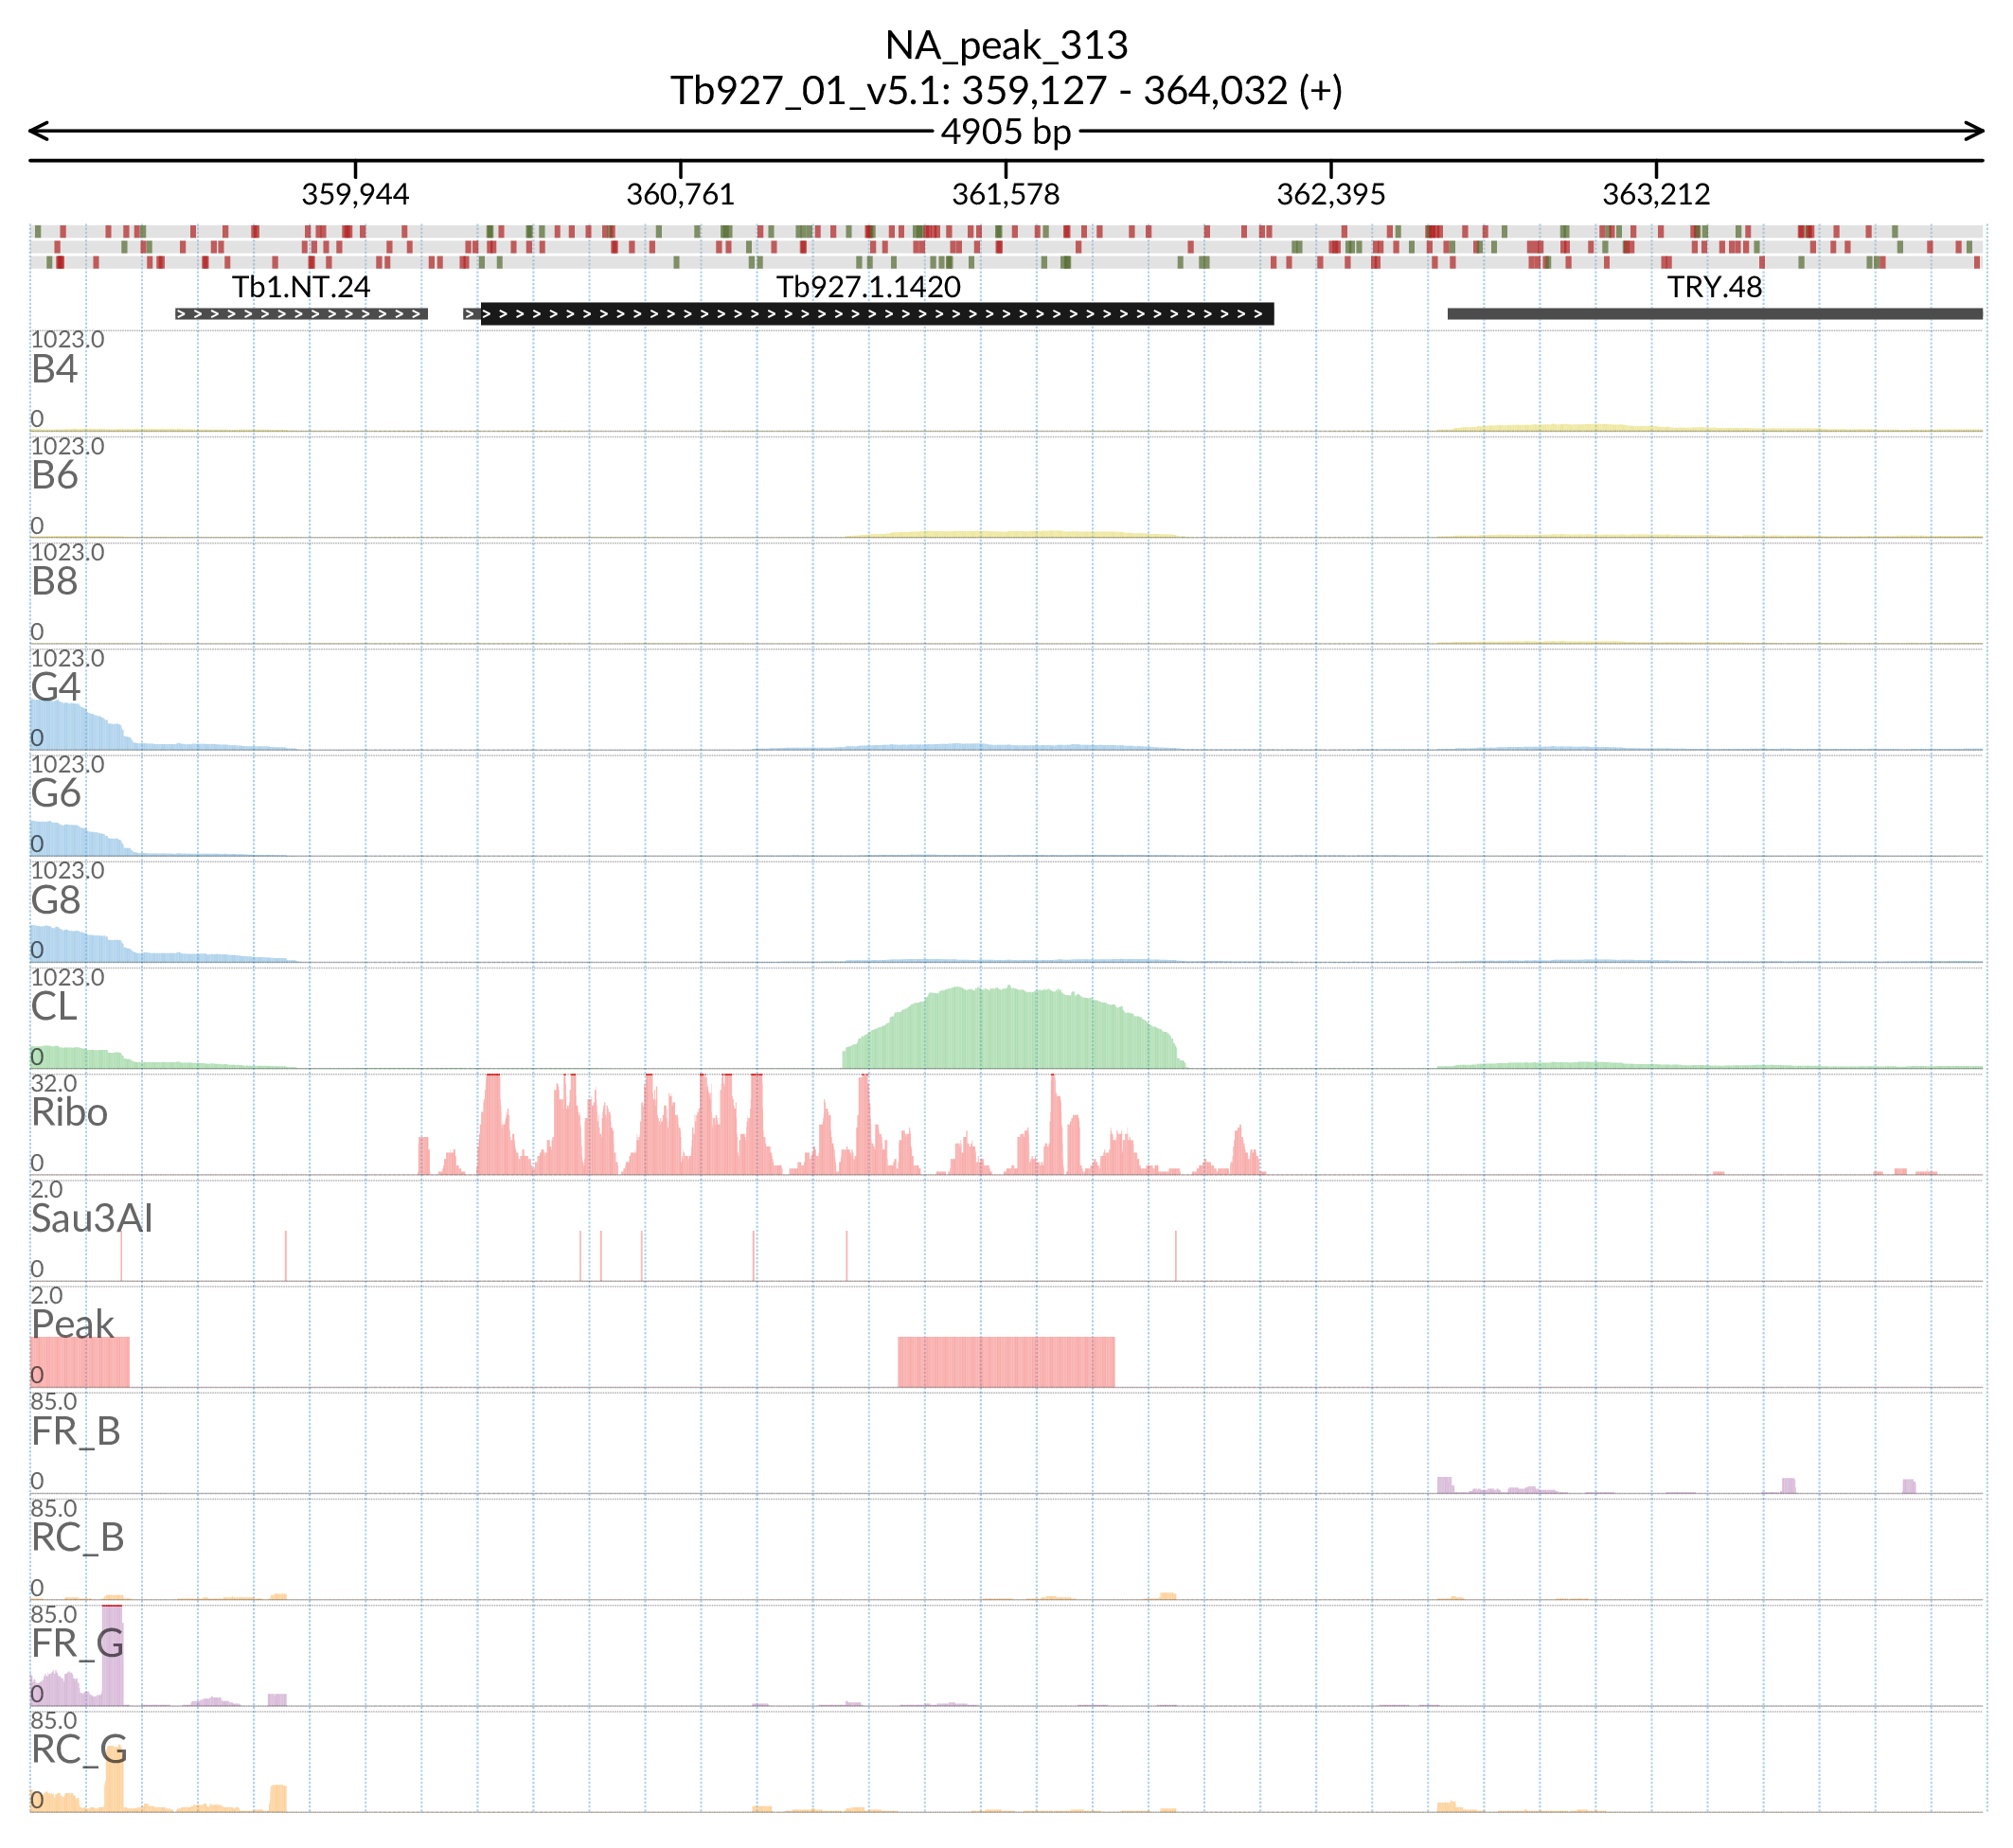 NA_peak_313
Tb927_01_v5.1: 359,127 - 364,032 (+)
4905 bp
359,944 360,761 361,578 362,395 363,212
Tb1.NT.24 Tb927.1.1420 TRY.48
1023.0
B4
0
1023.0
B6
0
1023.0
B8
0
1023.0
G4
0
1023.0
G6
0
1023.0
G8
0
1023.0
CL
0
32.0
Ribo
0
2.0
Sau3AI
0
2.0
Peak
0
85.0
FR_B
0
85.0
RC_B
0
85.0
FR_G
0
85.0
RC_G
0